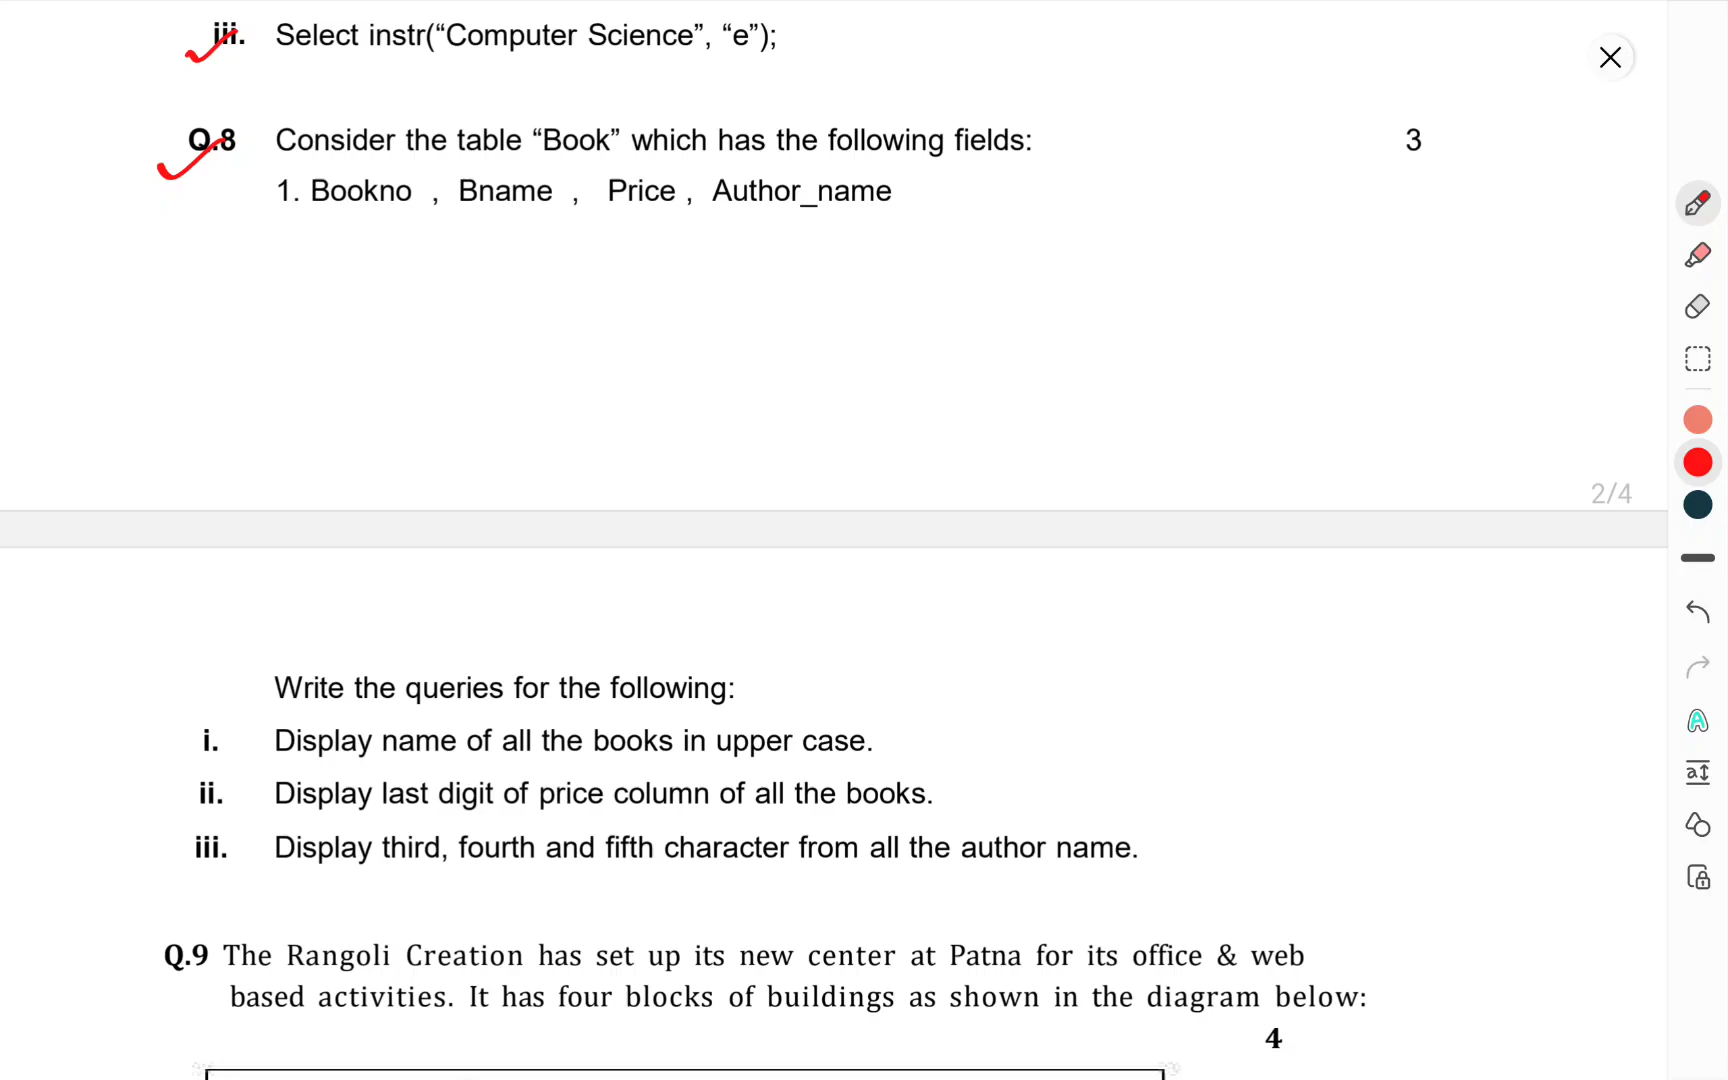 iii. Select instr(“Computer Science”, “e”);
Q.8 Consider the table “Book” which has the following fields: 3
1. Bookno , Bname , Price , Author_name
2/4
Write the queries for the following:
i. Display name of all the books in upper case.
ii. Display last digit of price column of all the books.
iii. Display third, fourth and fifth character from all the author name.
Q.9 The Rangoli Creation has set up its new center at Patna for its office & web
based activities. It has four blocks of buildings as shown in the diagram below:
4